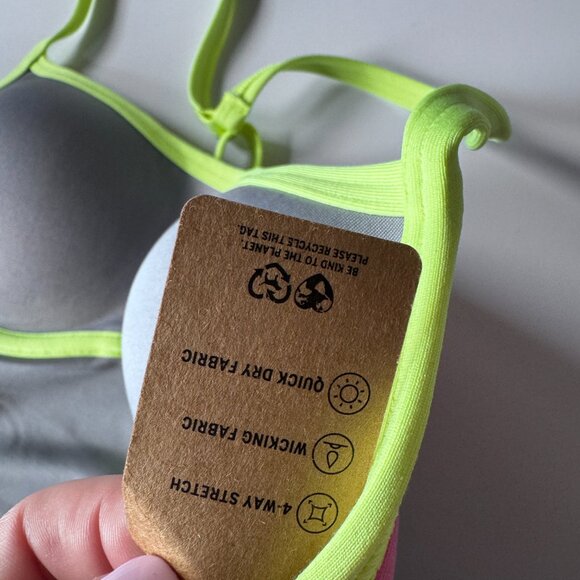 4-WAY STRETCH
WICKING FABRIC
QUICK DRY FABRIC
BE KIND TO THE PLANET.
PLEASE RECYCLE THIS TAG.